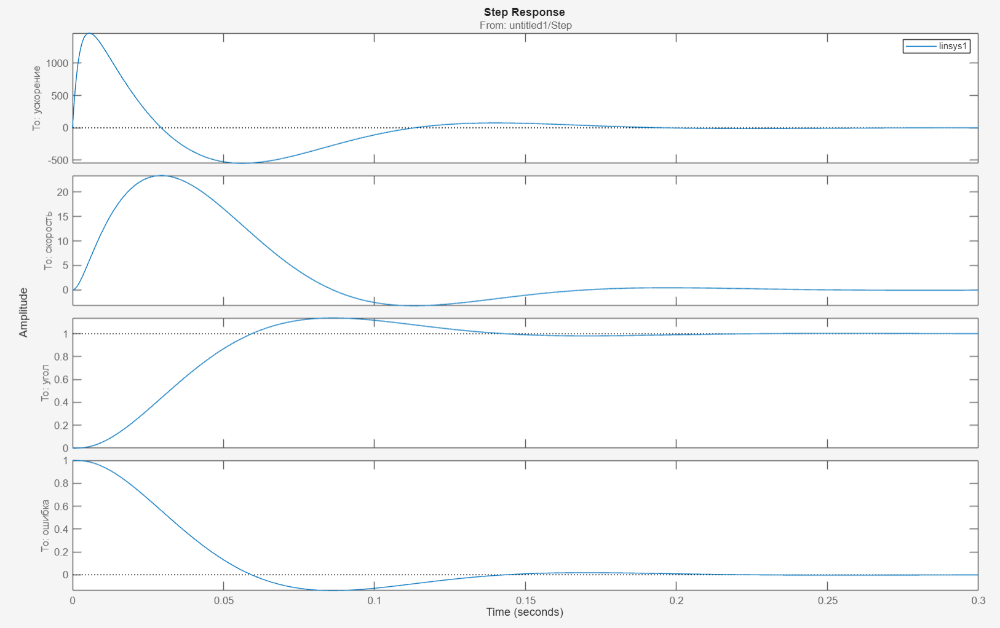 Step Response
From: untitled1/Step
linsys1
To: ускорение
1000
500
0
-500
To: скорость
20
15
10
5
0
Amplitude
To: угол
1
0.8
0.6
0.4
0.2
0
To: ошибка
1
0.8
0.6
0.4
0.2
0
0 0.05 0.1 0.15 0.2 0.25 0.3
Time (seconds)